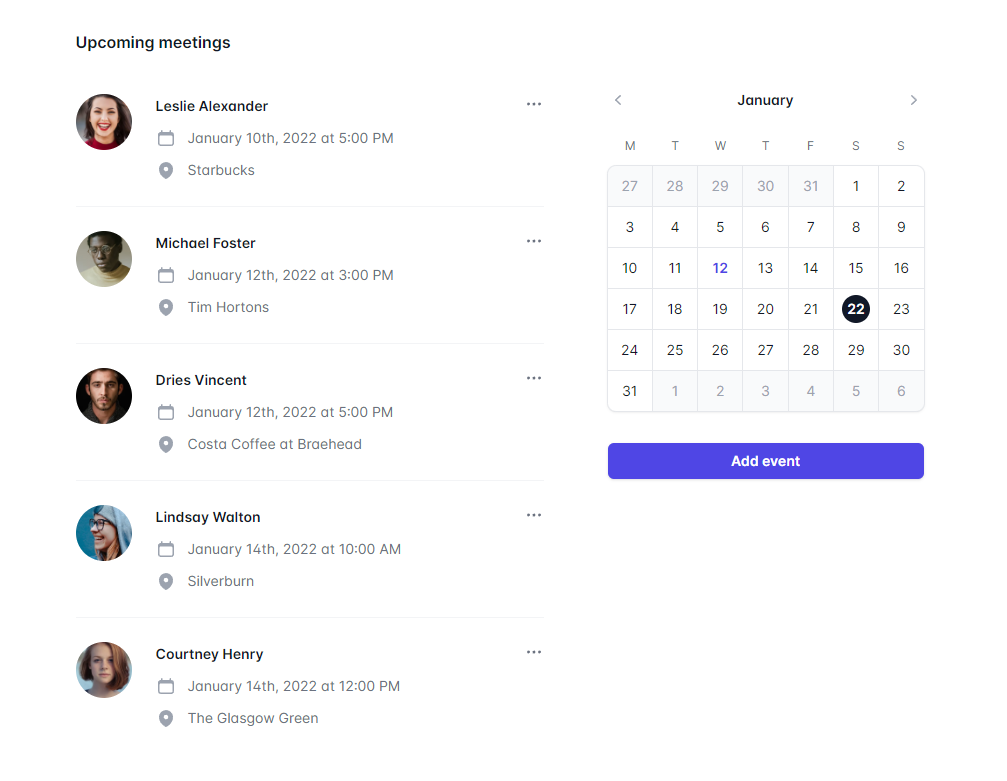 Upcoming meetings
Leslie Alexander
January 10th, 2022 at 5:00 PM
Starbucks
Michael Foster
January 12th, 2022 at 3:00 PM
Tim Hortons
Dries Vincent
January 12th, 2022 at 5:00 PM
Costa Coffee at Braehead
Lindsay Walton
January 14th, 2022 at 10:00 AM
Silverburn
Courtney Henry
January 14th, 2022 at 12:00 PM
The Glasgow Green
January
M T W T F S S
27 28 29 30 31 1 2
3 4 5 6 7 8 9
10 11 12 13 14 15 16
17 18 19 20 21 22 23
24 25 26 27 28 29 30
31 1 2 3 4 5 6
Add event